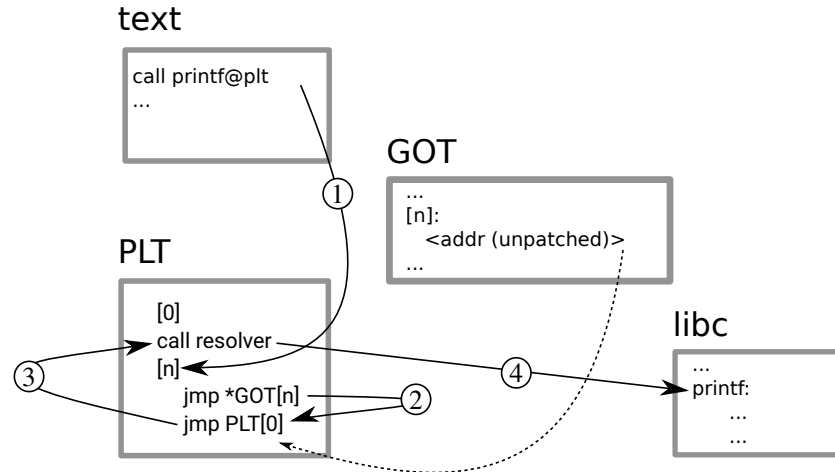 text
call printf@plt
...
1
GOT
...
[n]:
<addr (unpatched)>
...
PLT
[0]
call resolver
[n]
jmp *GOT[n]
jmp PLT[0]
2
3
4
libc
...
printf:
...
...